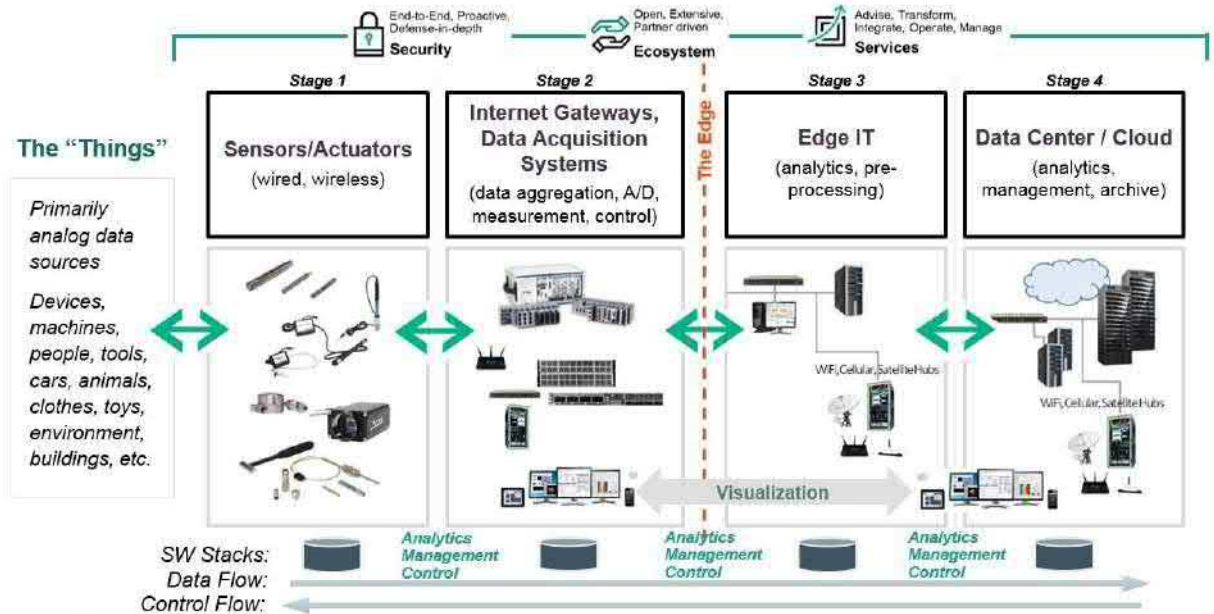 End-to-End, Proactive,
Defense-in-depth
Security
Open, Extensive,
Partner driven
Ecosystem
Advise, Transform,
Integrate, Operate, Manage
Services
Stage 1
Stage 2
Stage 3
Stage 4
The "Things"
Primarily
analog data
sources
Devices,
machines,
people, tools,
cars, animals,
clothes, toys,
environment,
buildings, etc.
Sensors/Actuators
(wired, wireless)
Internet Gateways,
Data Acquisition
Systems
(data aggregation, A/D,
measurement, control)
The Edge
Edge IT
(analytics, pre-
processing)
Data Center / Cloud
(analytics,
management, archive)
WiFi,Cellular,SatelliteHubs
WiFi,Cellular,SatelliteHubs
Visualization
SW Stacks:
Analytics
Management
Control
Analytics
Management
Control
Analytics
Management
Control
Data Flow:
Control Flow: